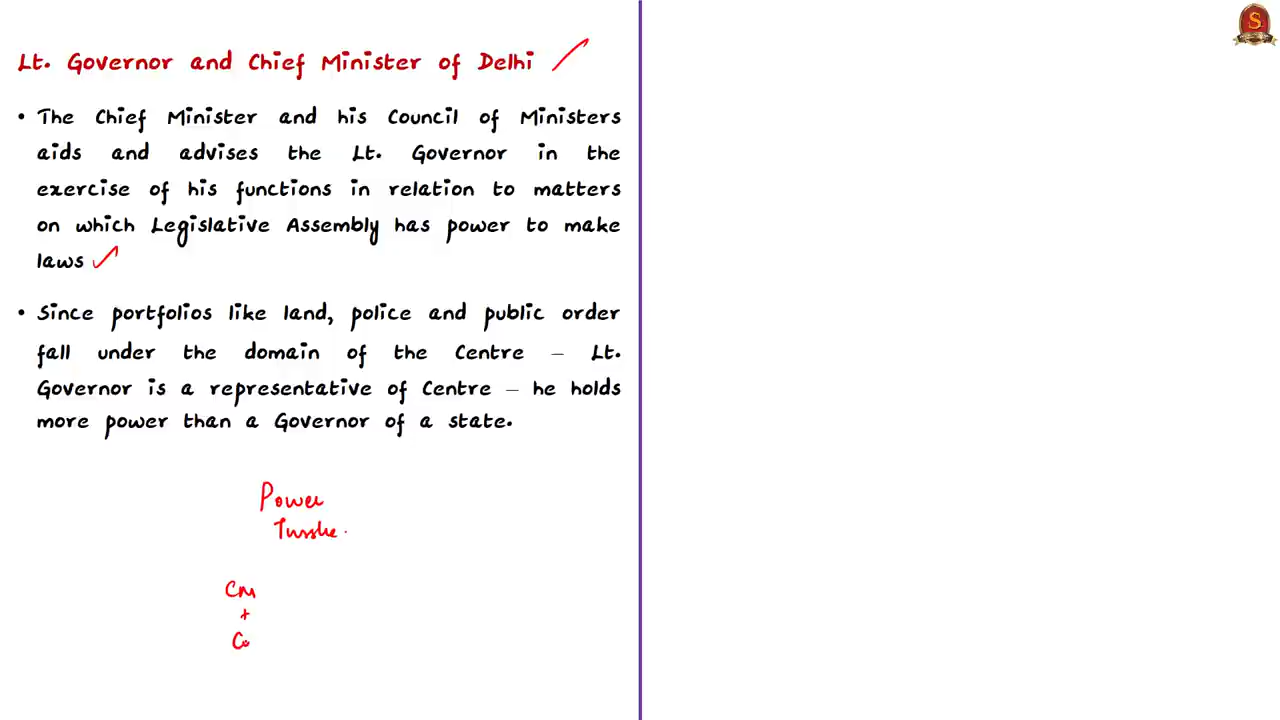 Lt. Governor and Chief Minister of Delhi
• The Chief Minister and his Council of Ministers
aids and advises the Lt. Governor in the
exercise of his functions in relation to matters
on which Legislative Assembly has power to make
laws
• Since portfolios like land, police and public order
fall under the domain of the Centre – Lt.
Governor is a representative of Centre – he holds
more power than a Governor of a state.
Power
CM
+
Co
S